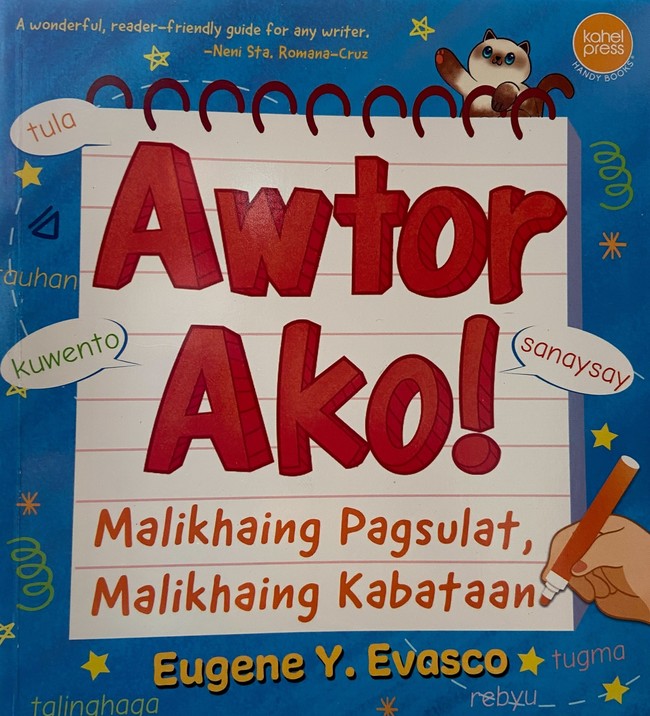 A wonderful, reader-friendly guide for any writer.
–Neni Sta. Romana-Cruz
kahel
press
HANDY BOOKS
tula
Awtor
tauhan
Ako!
kuwento
sanaysay
Malikhaing Pagsulat,
Malikhaing Kabataan.
Eugene Y. Evasco
tugma
rebyu
talinghaga